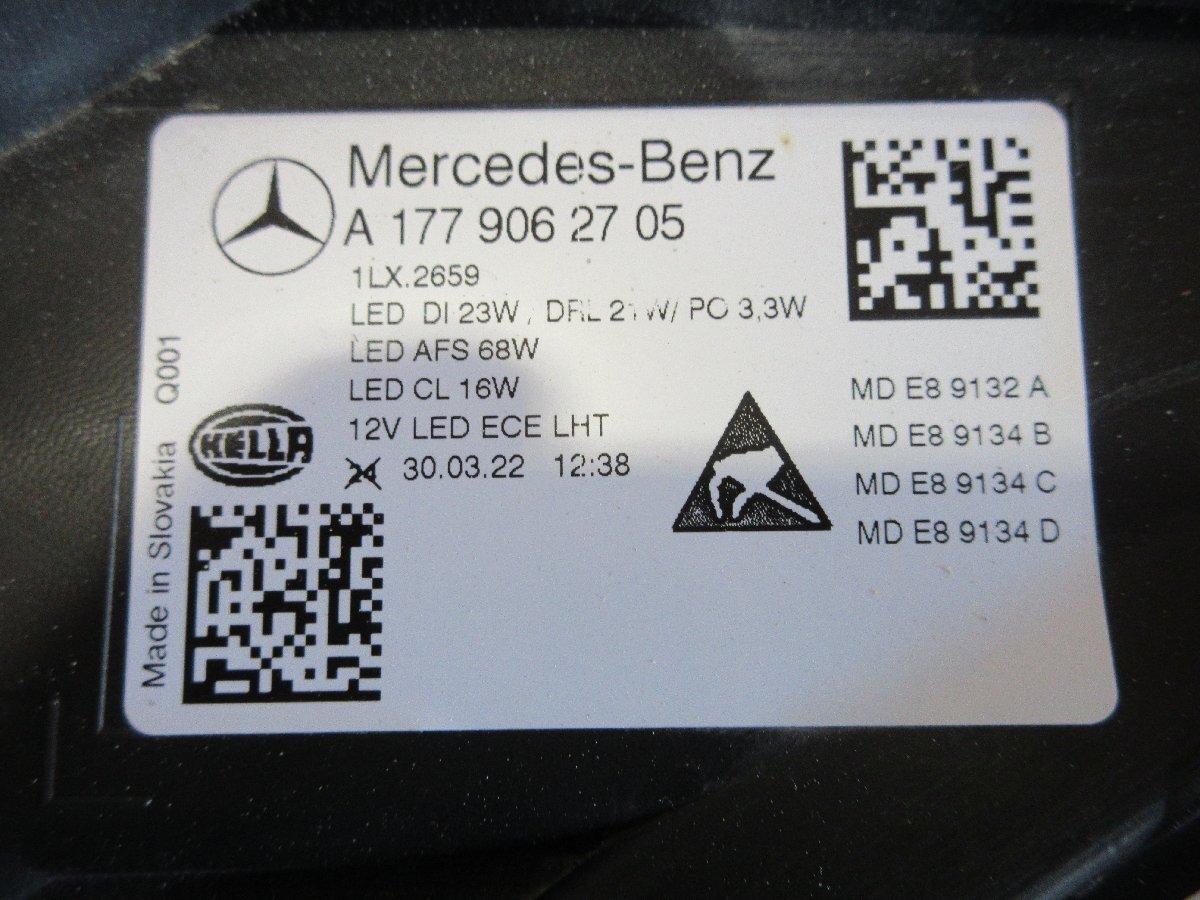 Mercedes-Benz
A 177 906 27 05
1LX.2659
LED DI 23W, DRL 21W/ PO 3,3W
LED AFS 68W
LED CL 16W
12V LED ECE LHT
30.03.22 12:38
HELLA
Made in Slovakia Q001
MD E8 9132 A
MD E8 9134 B
MD E8 9134 C
MD E8 9134 D